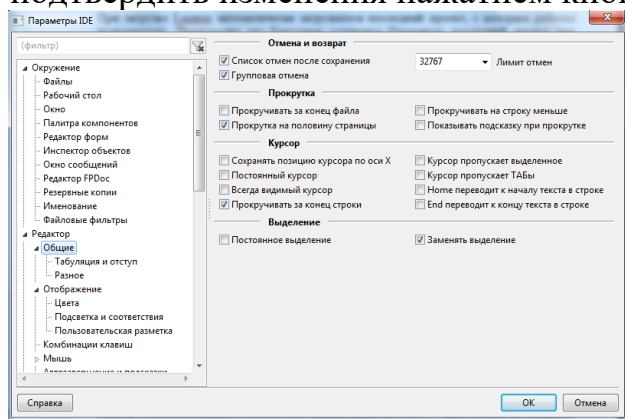 подтвердить изменения нажатием кно
Параметры IDE
(фильтр)
Окружение
Файлы
Рабочий стол
Окно
Палитра компонентов
Редактор форм
Инспектор объектов
Окно сообщений
Редактор FPDoc
Резервные копии
Именование
Файловые фильтры
Редактор
Общие
Табуляция и отступ
Разное
Отображение
Цвета
Подсветка и соответствия
Пользовательская разметка
Комбинации клавиш
Мышь
Отмена и возврат
Список отмен после сохранения 32767 Лимит отмен
Групповая отмена
Прокрутка
Прокручивать за конец файла Прокручивать на строку меньше
Прокрутка на половину страницы Показывать подсказку при прокрутке
Курсор
Сохранять позицию курсора по оси X Курсор пропускает выделенное
Постоянный курсор Курсор пропускает ТАБы
Всегда видимый курсор Home переводит к началу текста в строке
Прокручивать за конец строки End переводит к концу текста в строке
Выделение
Постоянное выделение Заменять выделение
Справка OK Отмена